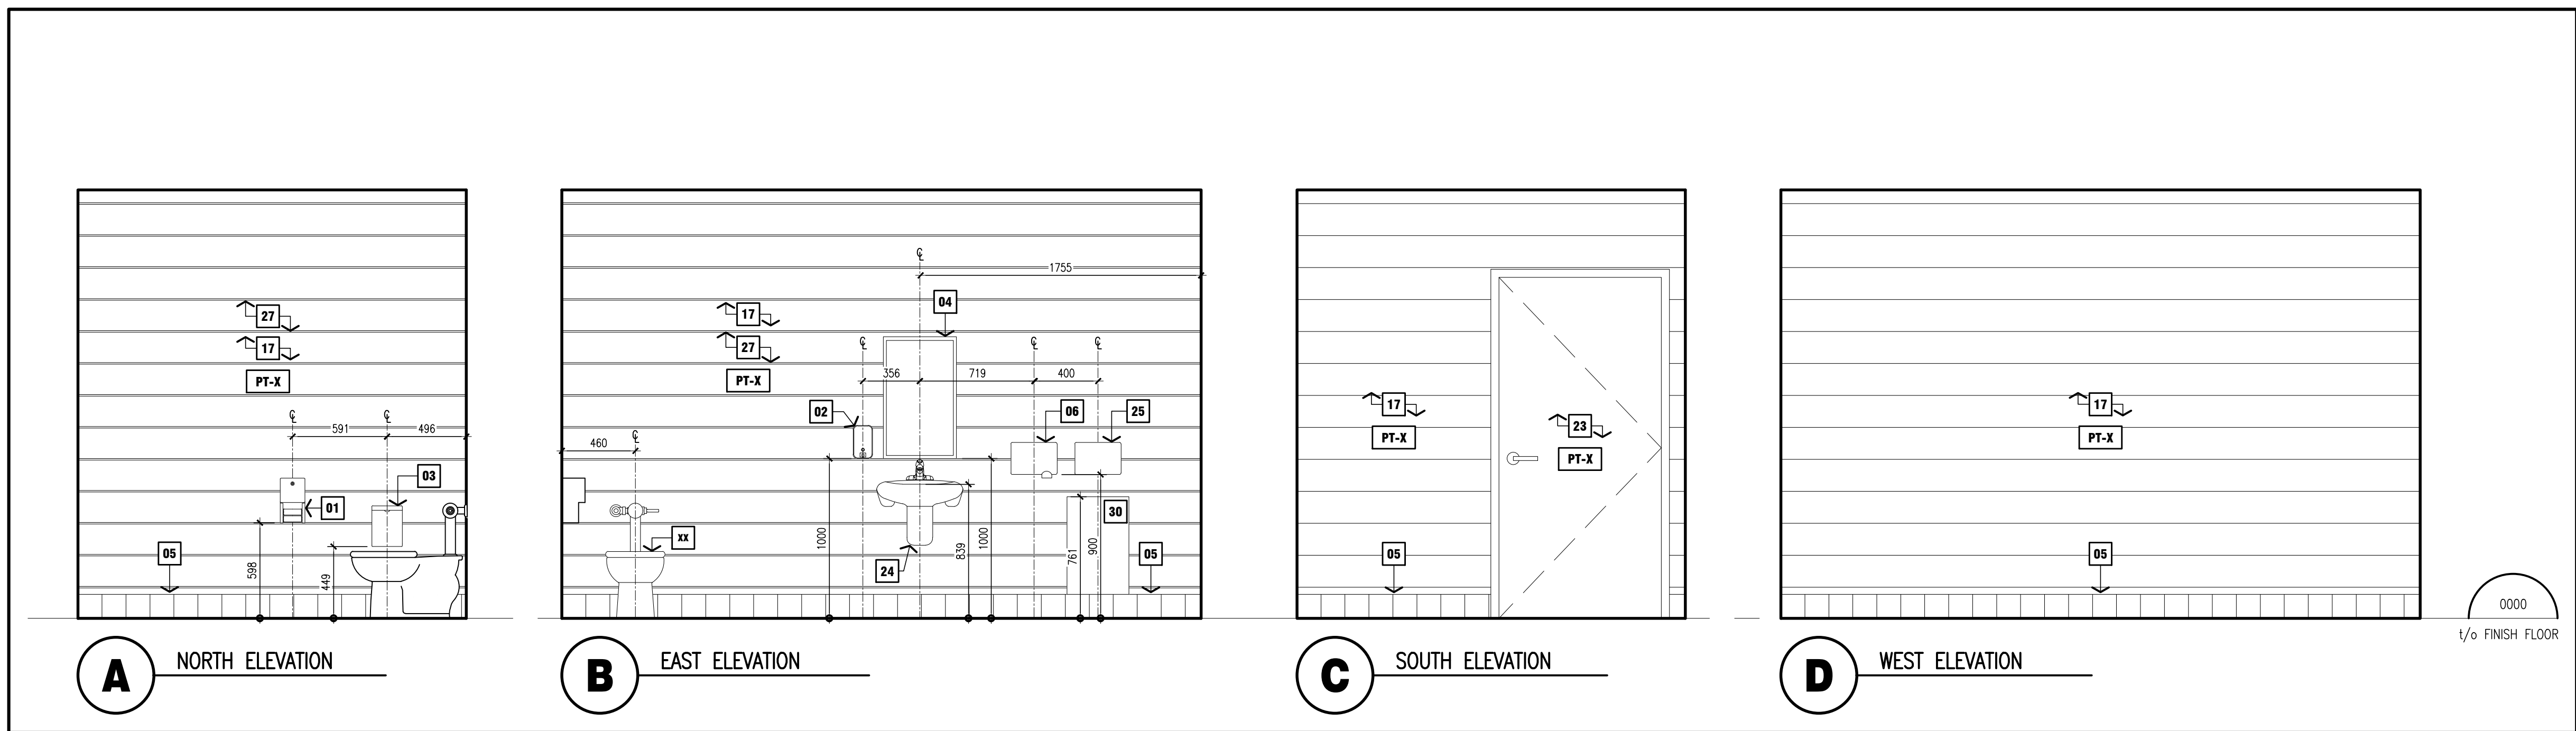 27
17
PT-X
℄ ℄
591 496
03
01
05
598
449
A NORTH ELEVATION
℄
1755
04
17
27
PT-X
℄ ℄ ℄
356 719 400
02 06 25
℄
460
30
xx
1000 839 1000 761 900
05
24
B EAST ELEVATION
17
PT-X
23
PT-X
05
C SOUTH ELEVATION
17
PT-X
05
D WEST ELEVATION
0000
t/o FINISH FLOOR